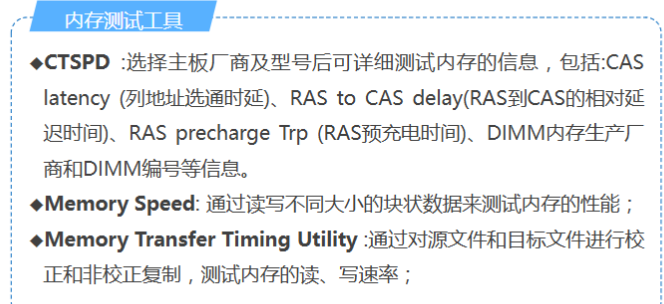 内存测试工具
◆CTSPD :选择主板厂商及型号后可详细测试内存的信息，包括:CAS
latency (列地址选通时延)、RAS to CAS delay(RAS到CAS的相对延
迟时间)、RAS precharge Trp (RAS预充电时间)、DIMM内存生产厂
商和DIMM编号等信息。
◆Memory Speed: 通过读写不同大小的块状数据来测试内存的性能；
◆Memory Transfer Timing Utility :通过对源文件和目标文件进行校
正和非校正复制，测试内存的读、写速率；